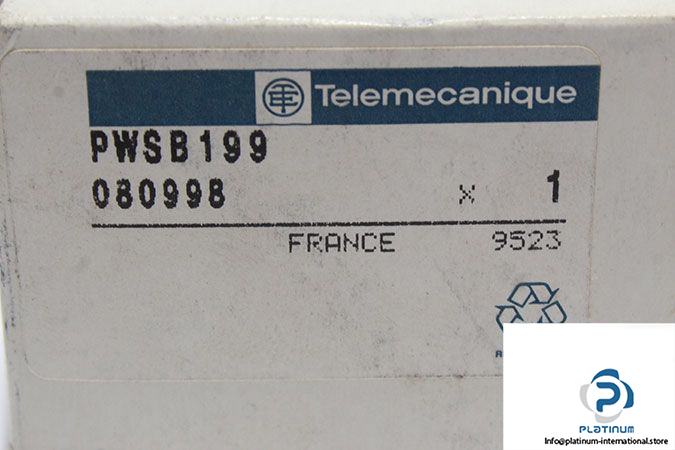 Telemecanique
PWSB199
080998 x 1
FRANCE 9523
PLATINUM
Info@platinum-international.store